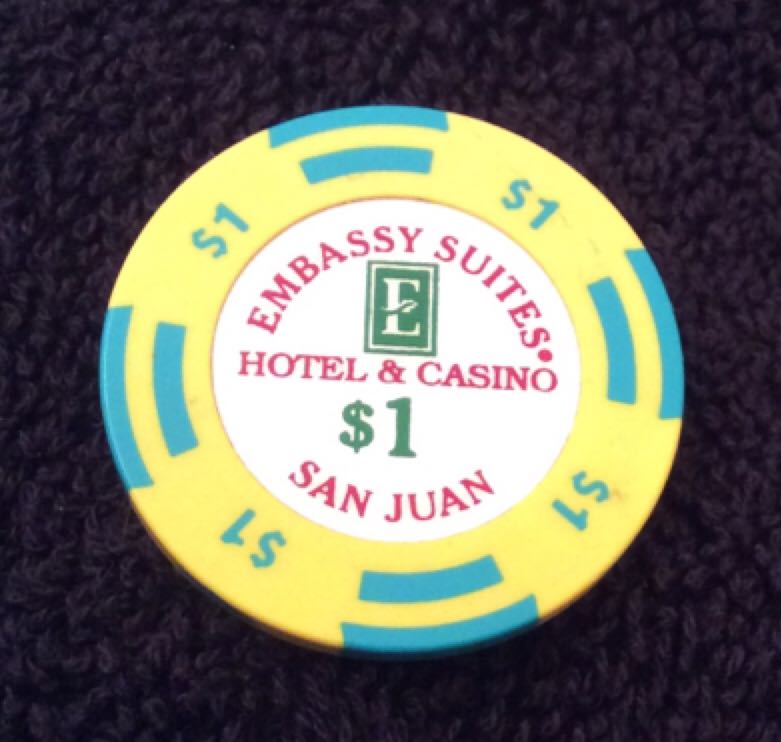 EMBASSY SUITES
E
HOTEL & CASINO
$1
SAN JUAN
$1
$1
$1
$1